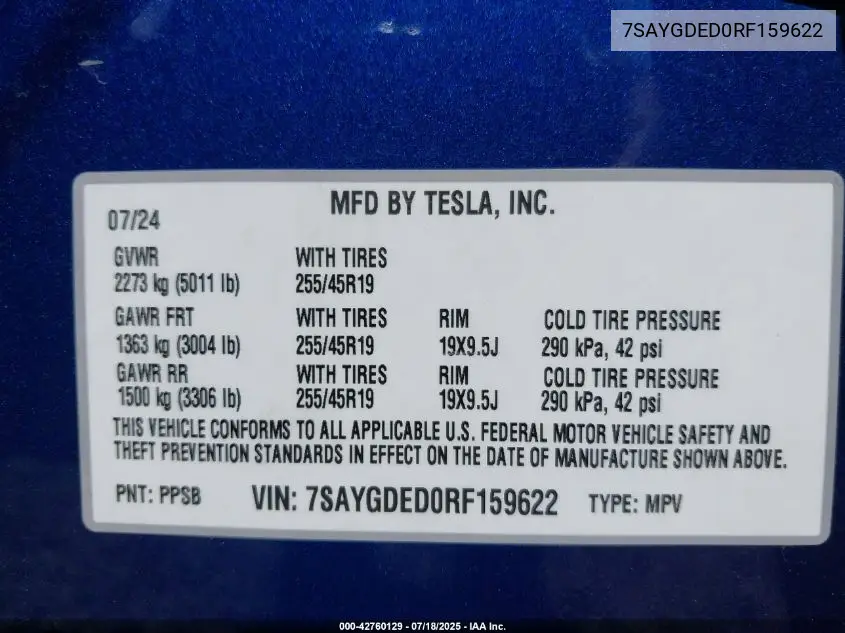 7SAYGDED0RF159622
MFD BY TESLA, INC.
07/24
GVWR WITH TIRES
2273 kg (5011 lb) 255/45R19
GAWR FRT WITH TIRES RIM COLD TIRE PRESSURE
1363 kg (3004 lb) 255/45R19 19X9.5J 290 kPa, 42 psi
GAWR RR WITH TIRES RIM COLD TIRE PRESSURE
1500 kg (3306 lb) 255/45R19 19X9.5J 290 kPa, 42 psi
THIS VEHICLE CONFORMS TO ALL APPLICABLE U.S. FEDERAL MOTOR VEHICLE SAFETY AND
THEFT PREVENTION STANDARDS IN EFFECT ON THE DATE OF MANUFACTURE SHOWN ABOVE.
PNT: PPSB VIN: 7SAYGDED0RF159622 TYPE: MPV
000-42760129 - 07/18/2025 - IAA Inc.